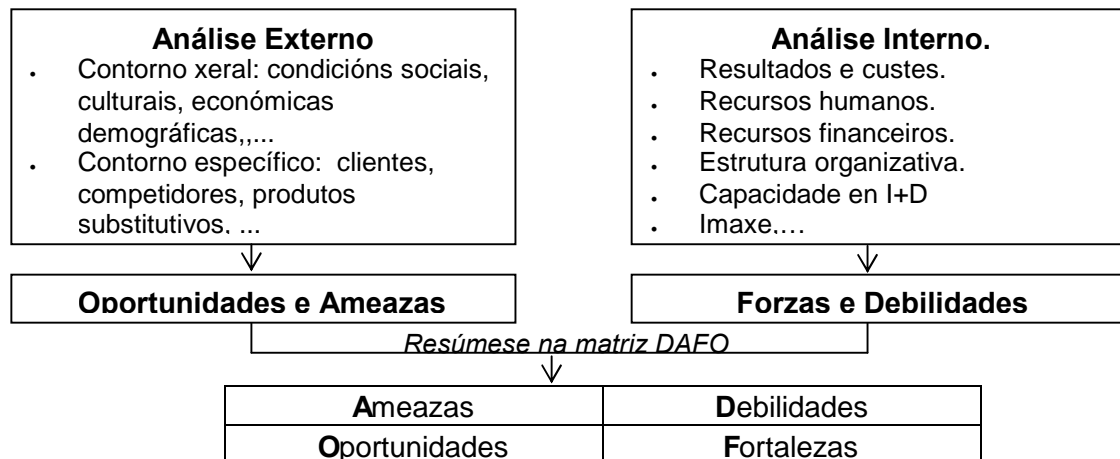 Análise Externo
• Contorno xeral: condicións sociais,
culturais, económicas
demográficas,,...
• Contorno específico: clientes,
competidores, produtos
substitutivos, ...
Análise Interno.
• Resultados e custes.
• Recursos humanos.
• Recursos financeiros.
• Estrutura organizativa.
• Capacidade en I+D
• Imaxe,…
Oportunidades e Ameazas
Forzas e Debilidades
Resúmese na matriz DAFO
Ameazas
Debilidades
Oportunidades
Fortalezas